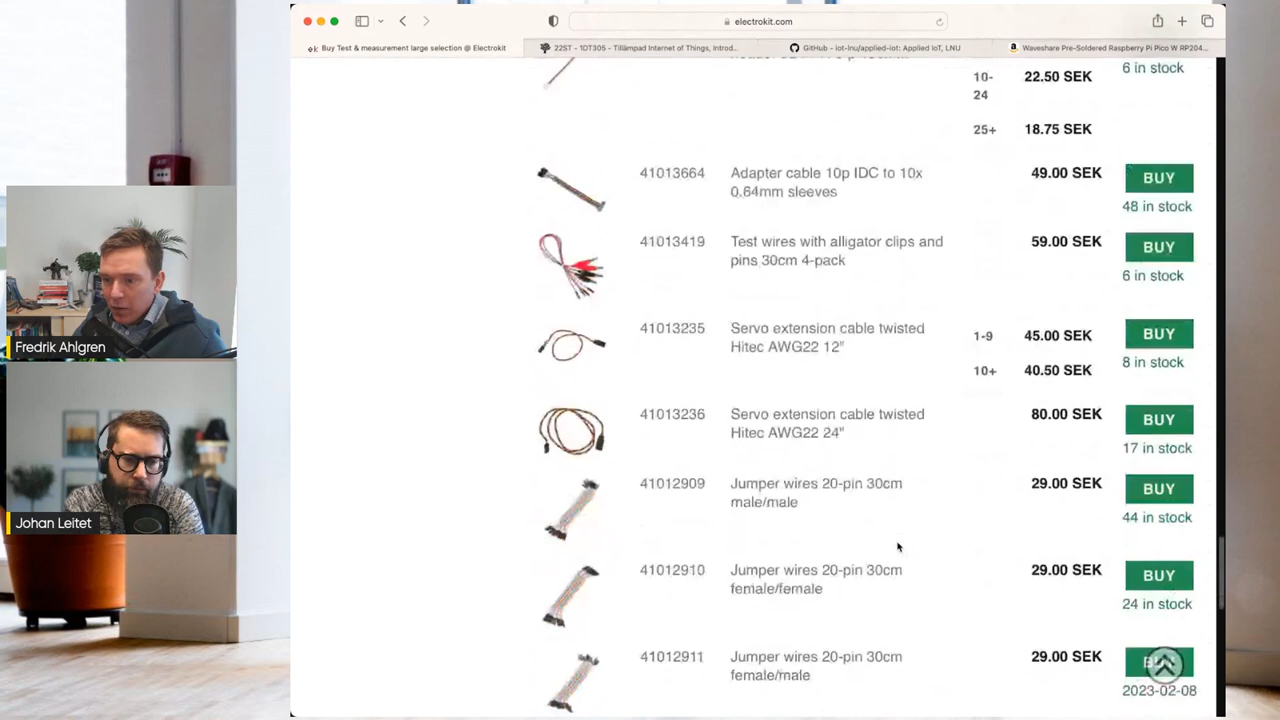 electrokit.com
Buy Test & measurement large selection @ Electrokit
22ST - 1DT305 - Tillämpad Internet of Things, Introd...
GitHub - iot-lnu/applied-iot: Applied IoT, LNU
Waveshare Pre-Soldered Raspberry Pi Pico W RP204...
10-24
22.50 SEK
6 in stock
25+
18.75 SEK
41013664
Adapter cable 10p IDC to 10x
0.64mm sleeves
49.00 SEK
BUY
48 in stock
41013419
Test wires with alligator clips and
pins 30cm 4-pack
59.00 SEK
BUY
6 in stock
41013235
Servo extension cable twisted
Hitec AWG22 12"
1-9
45.00 SEK
10+
40.50 SEK
BUY
8 in stock
41013236
Servo extension cable twisted
Hitec AWG22 24"
80.00 SEK
BUY
17 in stock
41012909
Jumper wires 20-pin 30cm
male/male
29.00 SEK
BUY
44 in stock
41012910
Jumper wires 20-pin 30cm
female/female
29.00 SEK
BUY
24 in stock
41012911
Jumper wires 20-pin 30cm
female/male
29.00 SEK
2023-02-08
Fredrik Ahlgren
Johan Leitet